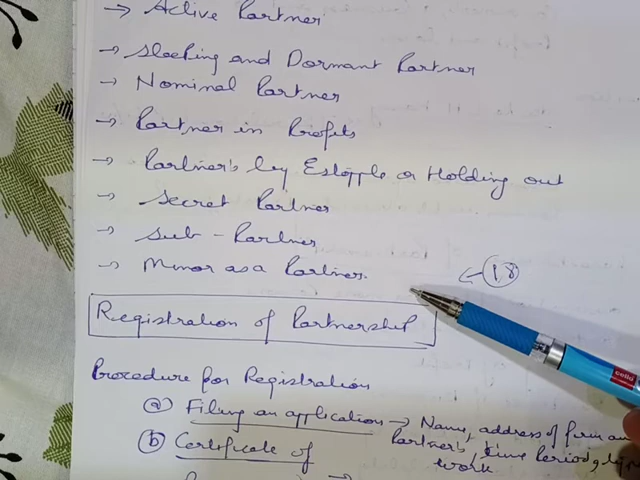 → Active Partner
→ Sleeping and Dormant Partner
→ Nominal Partner
→ Partner in Profits
→ Partner's by Estopple or Holding out
→ Secret Partner
→ Sub - Partner
→ Minor as a Partner.
← 18
Registration of Partnership
Procedure for Registration
(a) Filing an application → Name, address of firm an
Partner's, time Period,
work
(b) Certificate of
cello